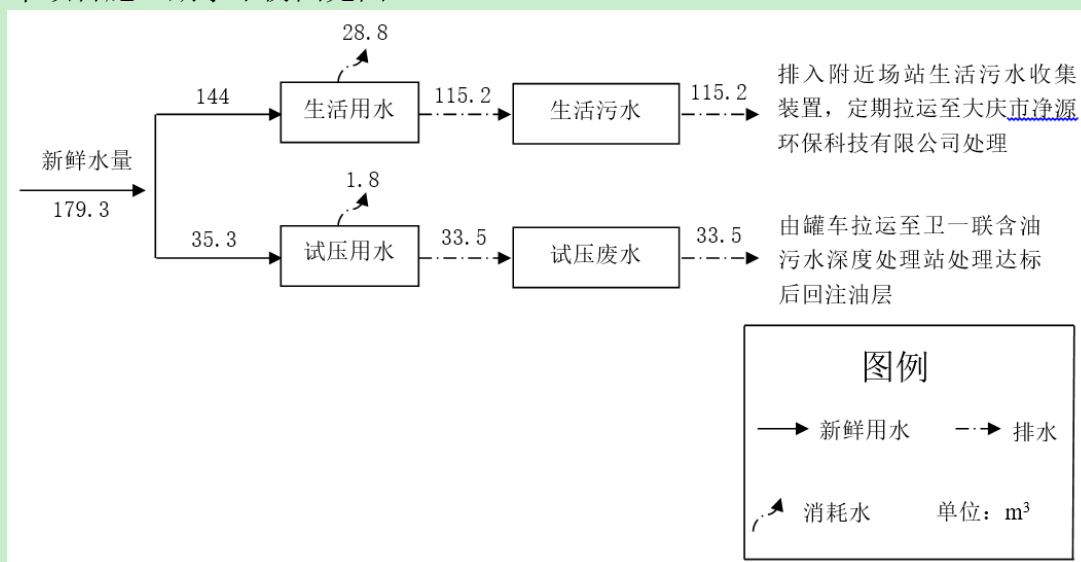 28.8
144
生活用水
115.2
生活污水
115.2
排入附近场站生活污水收集
装置，定期拉运至大庆市净源
环保科技有限公司处理
新鲜水量
179.3
1.8
35.3
试压用水
33.5
试压废水
33.5
由罐车拉运至卫一联含油
污水深度处理站处理达标
后回注油层
图例
新鲜用水
排水
消耗水
单位：m³